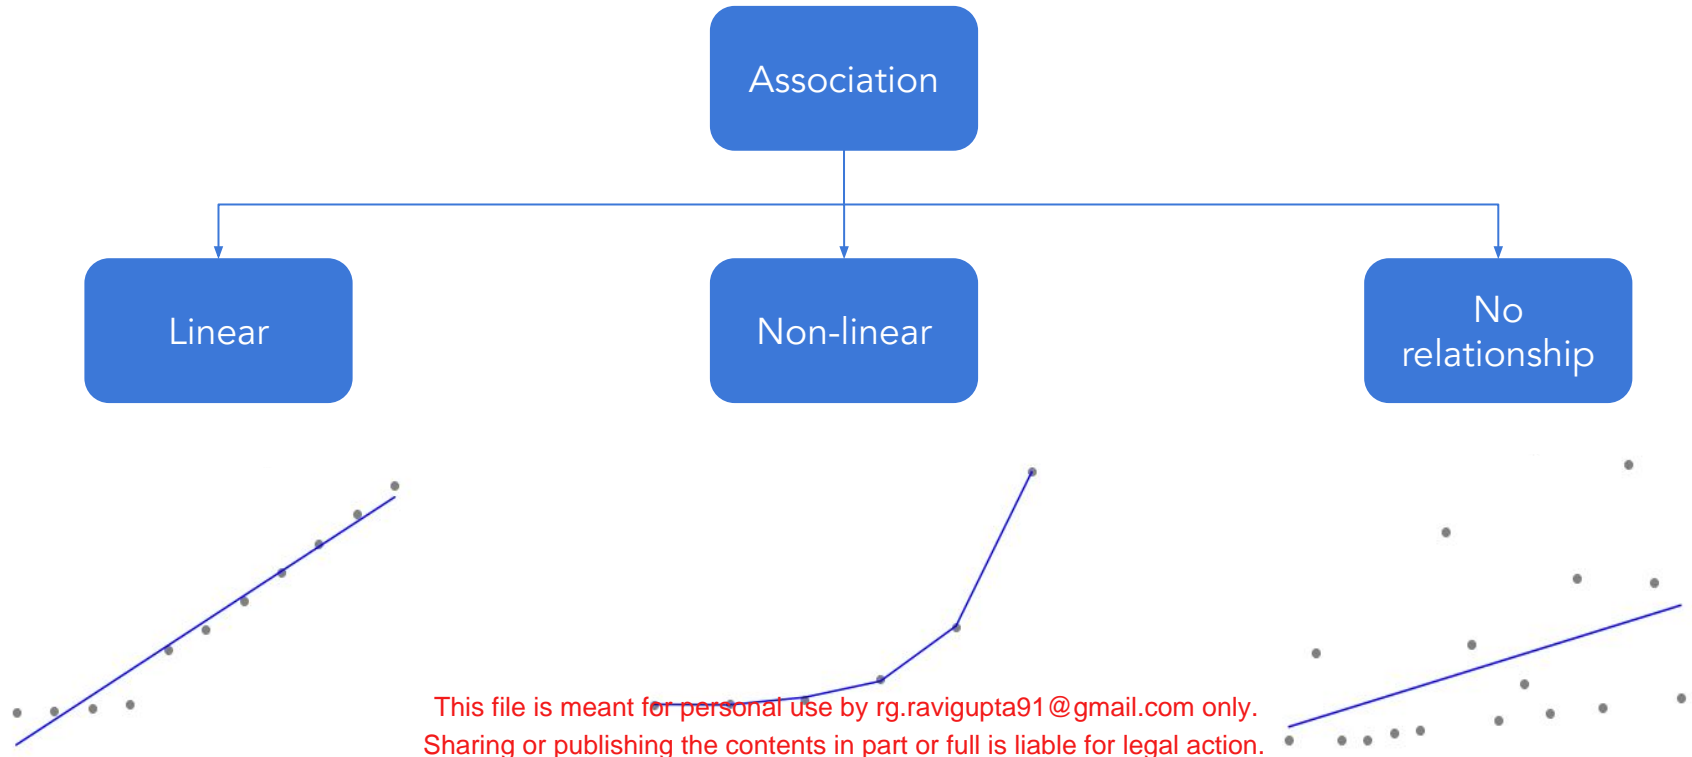 Association
Linear
Non-linear
No
relationship
This file is meant for personal use by rg.ravigupta91@gmail.com only.
Sharing or publishing the contents in part or full is liable for legal action.